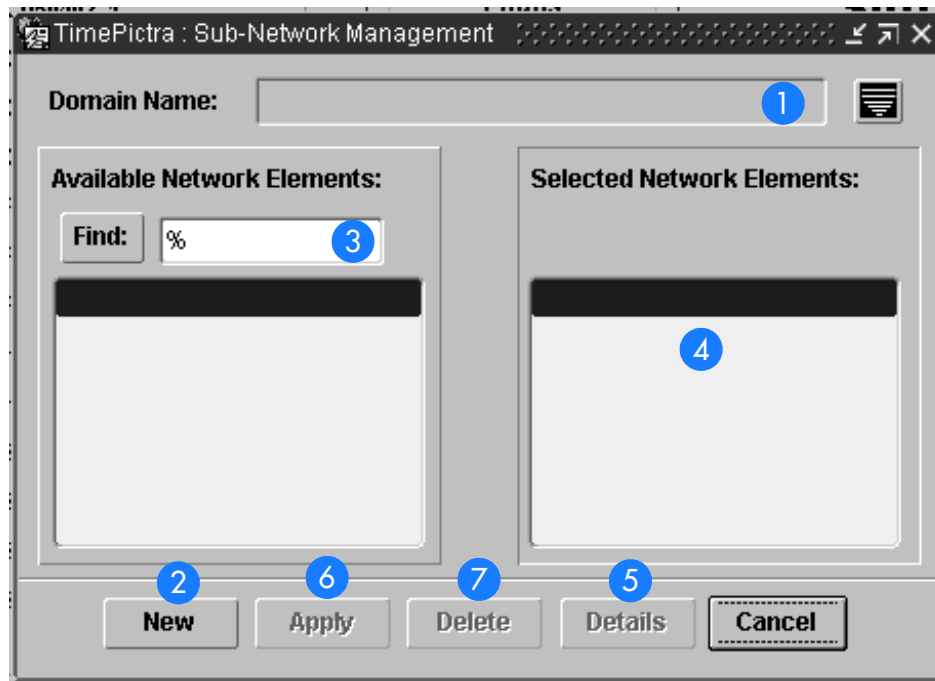 TimePictra : Sub-Network Management
Domain Name:
1
Available Network Elements:
Selected Network Elements:
Find:
%
3
4
2
6
7
5
New
Apply
Delete
Details
Cancel